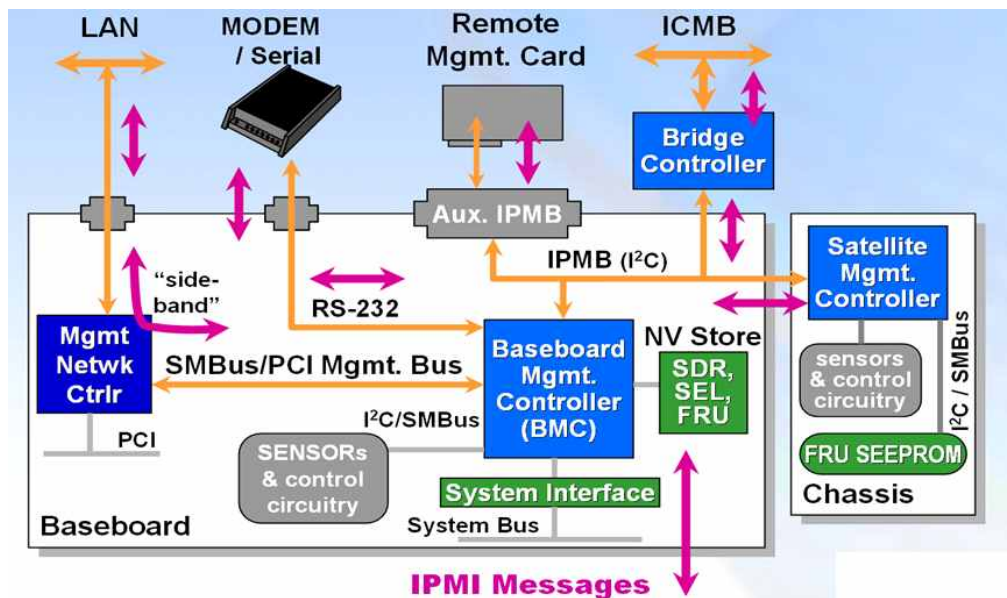 LAN
MODEM
/ Serial
Remote
Mgmt. Card
ICMB
Bridge
Controller
Aux. IPMB
IPMB (I²C)
Satellite
Mgmt.
Controller
“side-
band”
RS-232
Mgmt
Netwk
Ctrlr
SMBus/PCI Mgmt. Bus
Baseboard
Mgmt.
Controller
(BMC)
NV Store
SDR,
SEL,
FRU
sensors
& control
circuitry
I²C / SMBus
PCI
I²C/SMBus
SENSORs
& control
circuitry
FRU SEEPROM
System Interface
Chassis
Baseboard
System Bus
IPMI Messages